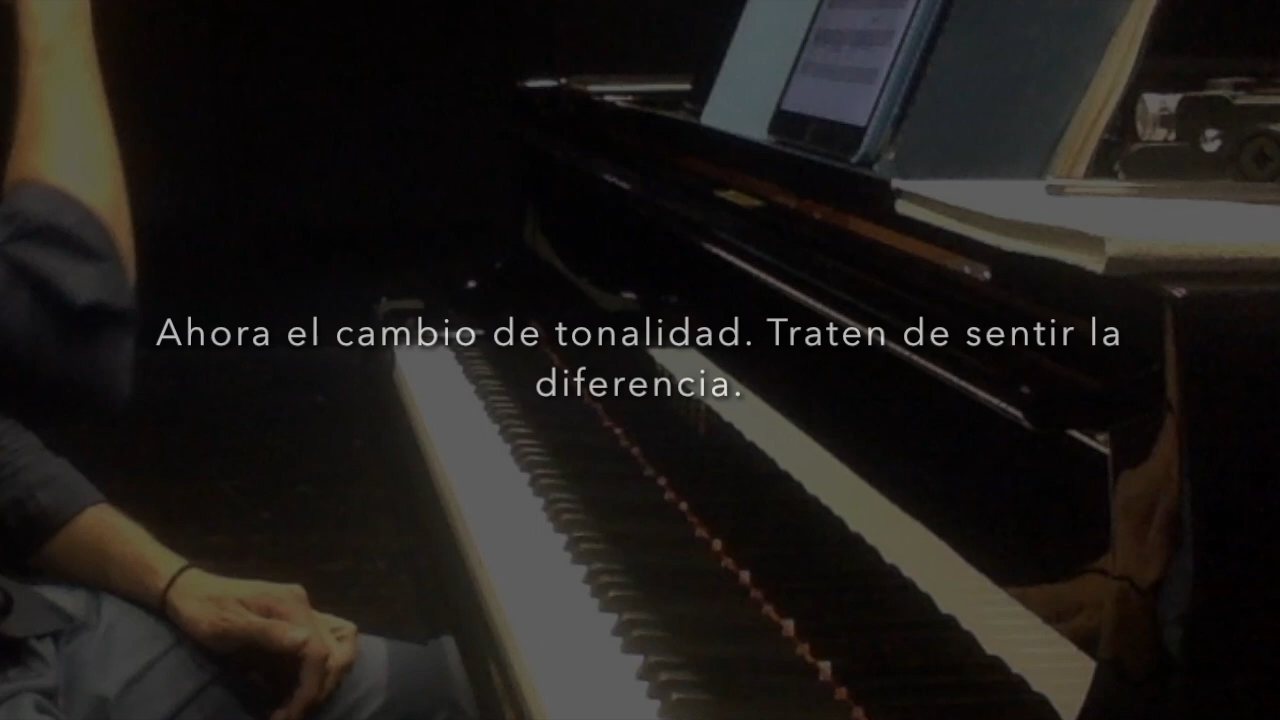 Ahora el cambio de tonalidad. Traten de sentir la
diferencia.